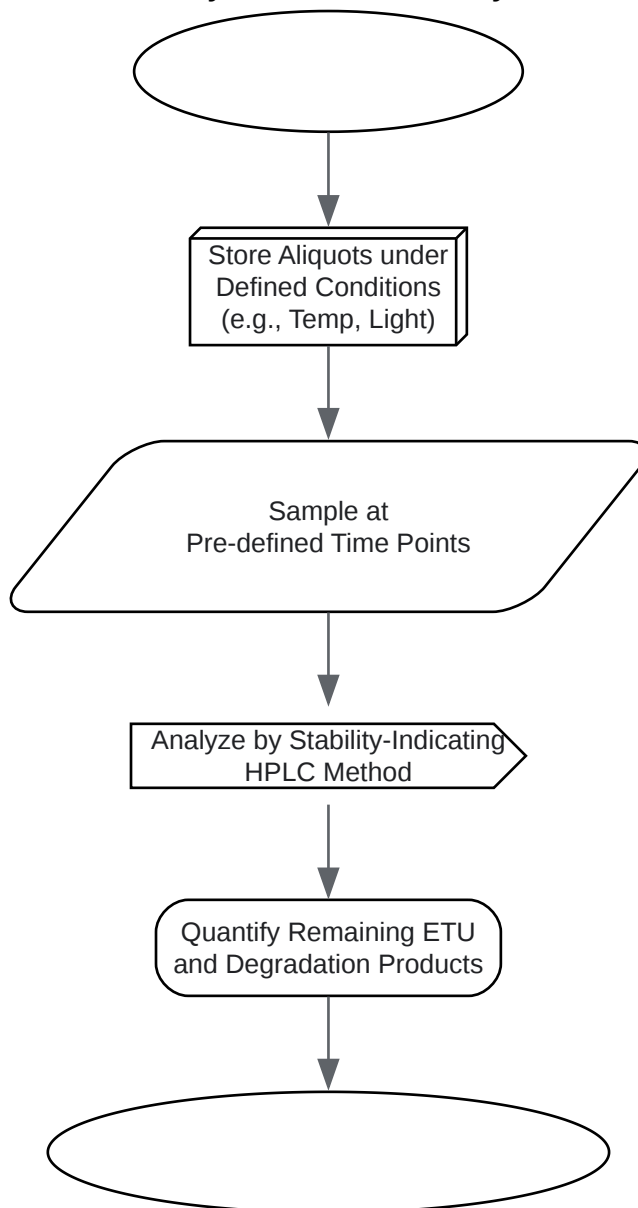 Store Aliquots under
Defined Conditions
(e.g., Temp, Light)
Sample at
Pre-defined Time Points
Analyze by Stability-Indicating
HPLC Method
Quantify Remaining ETU
and Degradation Products